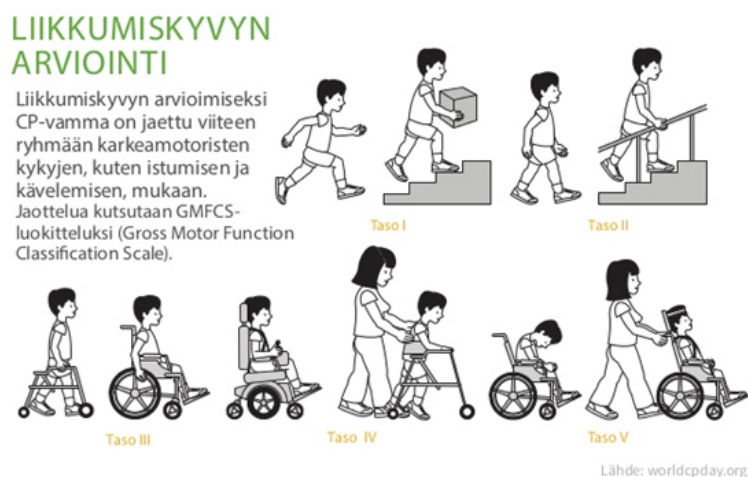 LIIKKUMISKYVYN
ARVIOINTI
Liikkumiskyvyn arvioimiseksi
CP-vamma on jaettu viiteen
ryhmään karkeamotoristen
kykyjen, kuten istumisen ja
kävelemisen, mukaan.
Jaottelua kutsutaan GMFCS-
luokitteluksi (Gross Motor Function
Classification Scale).
Taso I
Taso II
Taso III
Taso IV
Taso V
Lähde: worldcpday.org